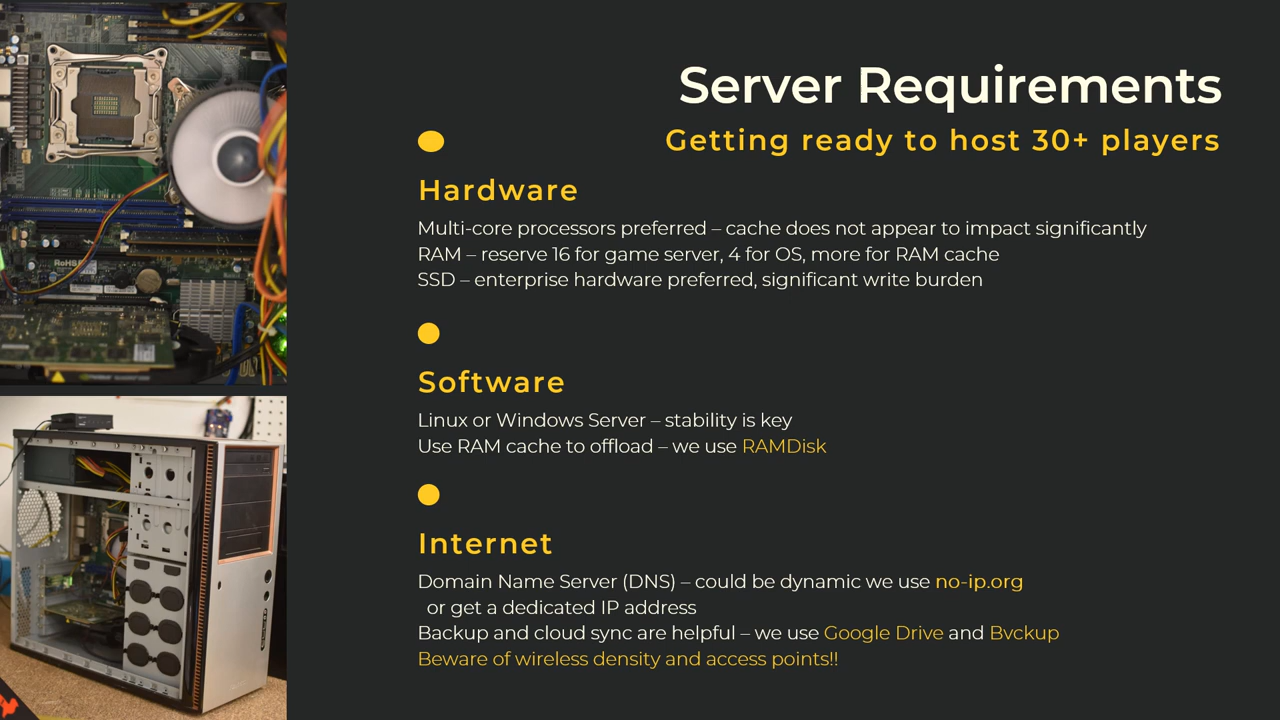 Server Requirements
Getting ready to host 30+ players
Hardware
Multi-core processors preferred – cache does not appear to impact significantly
RAM – reserve 16 for game server, 4 for OS, more for RAM cache
SSD – enterprise hardware preferred, significant write burden
Software
Linux or Windows Server – stability is key
Use RAM cache to offload – we use RAMDisk
Internet
Domain Name Server (DNS) – could be dynamic we use no-ip.org
or get a dedicated IP address
Backup and cloud sync are helpful – we use Google Drive and Bvckup
Beware of wireless density and access points!!
RoHS